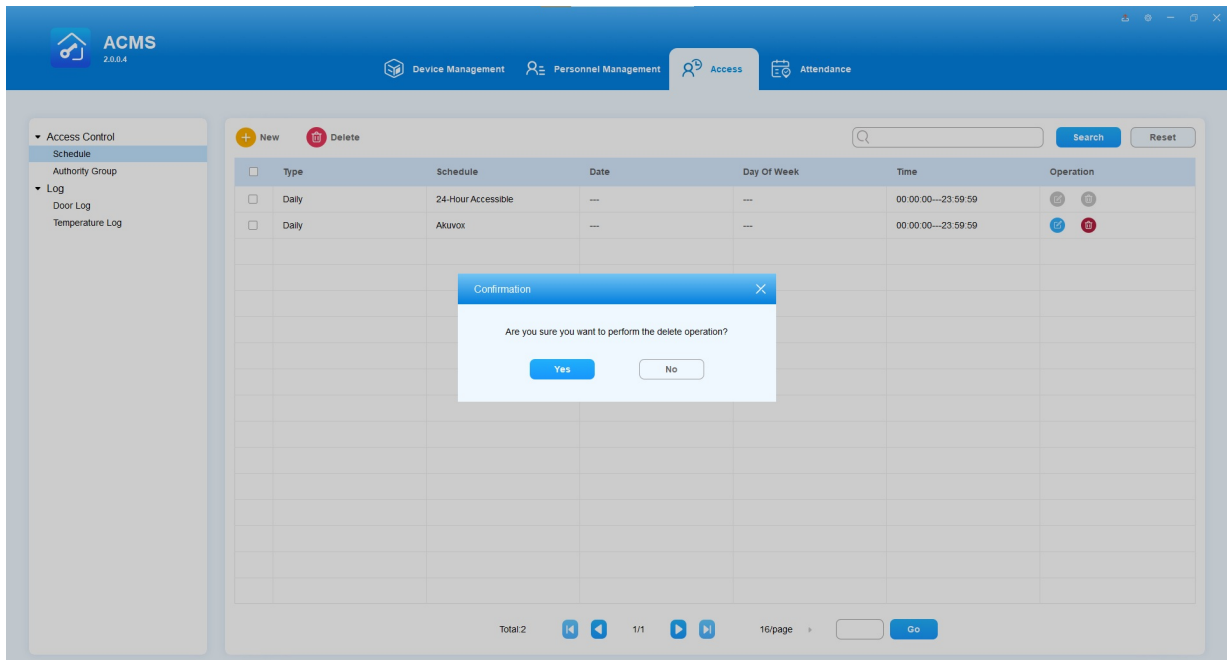 ACMS
2.0.0.4
Device Management Personnel Management Access Attendance
Access Control
Schedule
Authority Group
Log
Door Log
Temperature Log
New Delete Search Reset
Type Schedule Date Day Of Week Time Operation
Daily 24-Hour Accessible --- --- 00:00:00---23:59:59
Daily Akuvox --- --- 00:00:00---23:59:59
Confirmation
Are you sure you want to perform the delete operation?
Yes No
Total:2 1/1 16/page Go